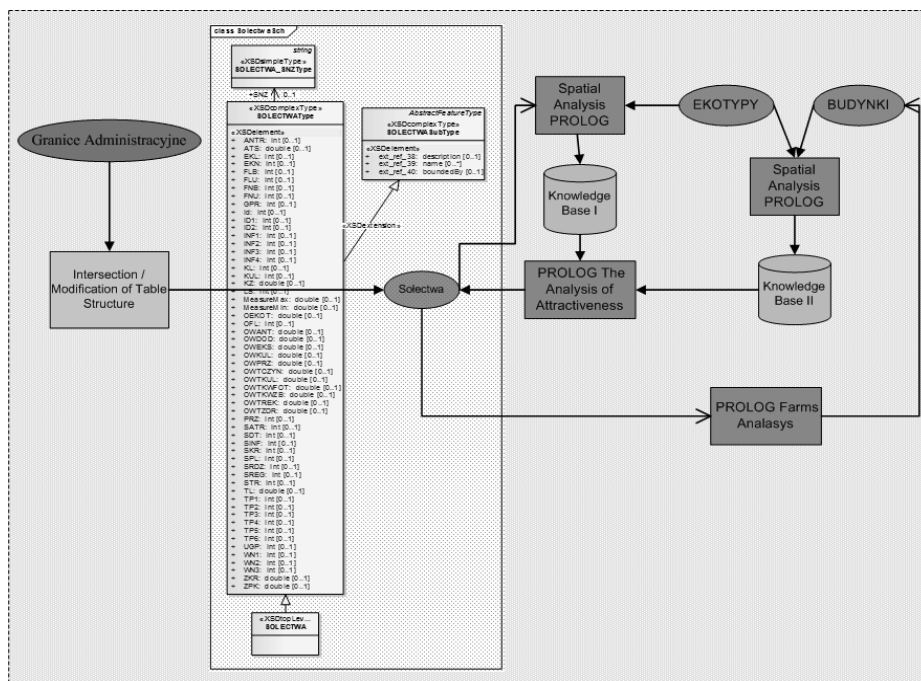 class SolectwaSch
string
«XSDsimpleType»
SOLECTWA_SNZType
+SNZ 0..1
«XSDcomplexType»
SOLECTWAType
«XSDelement»
+ ANTR: int [0..1]
+ ATS: double [0..1]
+ EKL: int [0..1]
+ EKN: int [0..1]
+ FLB: int [0..1]
+ FLU: int [0..1]
+ FNB: int [0..1]
+ FNU: int [0..1]
+ GPR: int [0..1]
+ Id: int [0..1]
+ ID1: int [0..1]
+ ID2: int [0..1]
+ INF1: int [0..1]
+ INF2: int [0..1]
+ INF3: int [0..1]
+ INF4: int [0..1]
+ KL: int [0..1]
+ KUL: int [0..1]
+ KZ: double [0..1]
+ LS: int [0..1]
+ MeasureMax: double [0..1]
+ MeasureMin: double [0..1]
+ OEKOT: double [0..1]
+ OFL: int [0..1]
+ OWANT: double [0..1]
+ OWDOD: double [0..1]
+ OWEKS: double [0..1]
+ OWKUL: double [0..1]
+ OWPRZ: double [0..1]
+ OWTCZYN: double [0..1]
+ OWTKUL: double [0..1]
+ OWTKWFOT: double [0..1]
+ OWTKWZB: double [0..1]
+ OWTREK: double [0..1]
+ OWTZDR: double [0..1]
+ PRZ: int [0..1]
+ SATR: int [0..1]
+ SDT: int [0..1]
+ SINF: int [0..1]
+ SKR: int [0..1]
+ SPL: int [0..1]
+ SRDZ: int [0..1]
+ SREG: int [0..1]
+ STR: int [0..1]
+ TL: double [0..1]
+ TP1: int [0..1]
+ TP2: int [0..1]
+ TP3: int [0..1]
+ TP4: int [0..1]
+ TP5: int [0..1]
+ TP6: int [0..1]
+ UGP: int [0..1]
+ WN1: int [0..1]
+ WN2: int [0..1]
+ WN3: int [0..1]
+ ZKR: double [0..1]
+ ZPK: double [0..1]
«XSDtopLev...
SOLECTWA
AbstractFeatureType
«XSDcomplexType»
SOLECTWASubType
«XSDelement»
+ ext_ref_38: description [0..1]
+ ext_ref_39: name [0..*]
+ ext_ref_40: boundedBy [0..1]
«XSDextension»
Granice Administracyjne
Intersection /
Modification of Table
Structure
Sołectwa
Spatial
Analysis
PROLOG
EKOTYPY
BUDYNKI
Knowledge
Base I
Spatial
Analysis
PROLOG
PROLOG The
Analysis of
Attractiveness
Knowledge
Base II
PROLOG Farms
Analasys